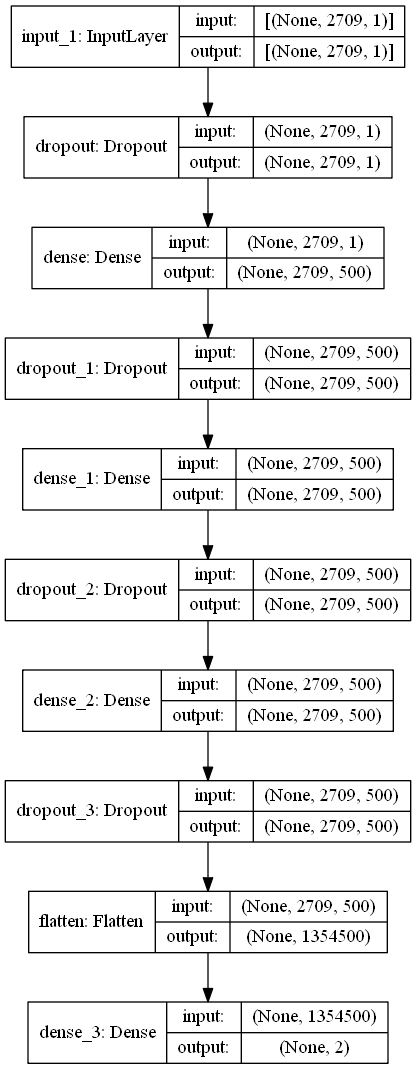 input_1: InputLayer
input:
[(None, 2709, 1)]
output:
[(None, 2709, 1)]
dropout: Dropout
input:
(None, 2709, 1)
output:
(None, 2709, 1)
dense: Dense
input:
(None, 2709, 1)
output:
(None, 2709, 500)
dropout_1: Dropout
input:
(None, 2709, 500)
output:
(None, 2709, 500)
dense_1: Dense
input:
(None, 2709, 500)
output:
(None, 2709, 500)
dropout_2: Dropout
input:
(None, 2709, 500)
output:
(None, 2709, 500)
dense_2: Dense
input:
(None, 2709, 500)
output:
(None, 2709, 500)
dropout_3: Dropout
input:
(None, 2709, 500)
output:
(None, 2709, 500)
flatten: Flatten
input:
(None, 2709, 500)
output:
(None, 1354500)
dense_3: Dense
input:
(None, 1354500)
output:
(None, 2)